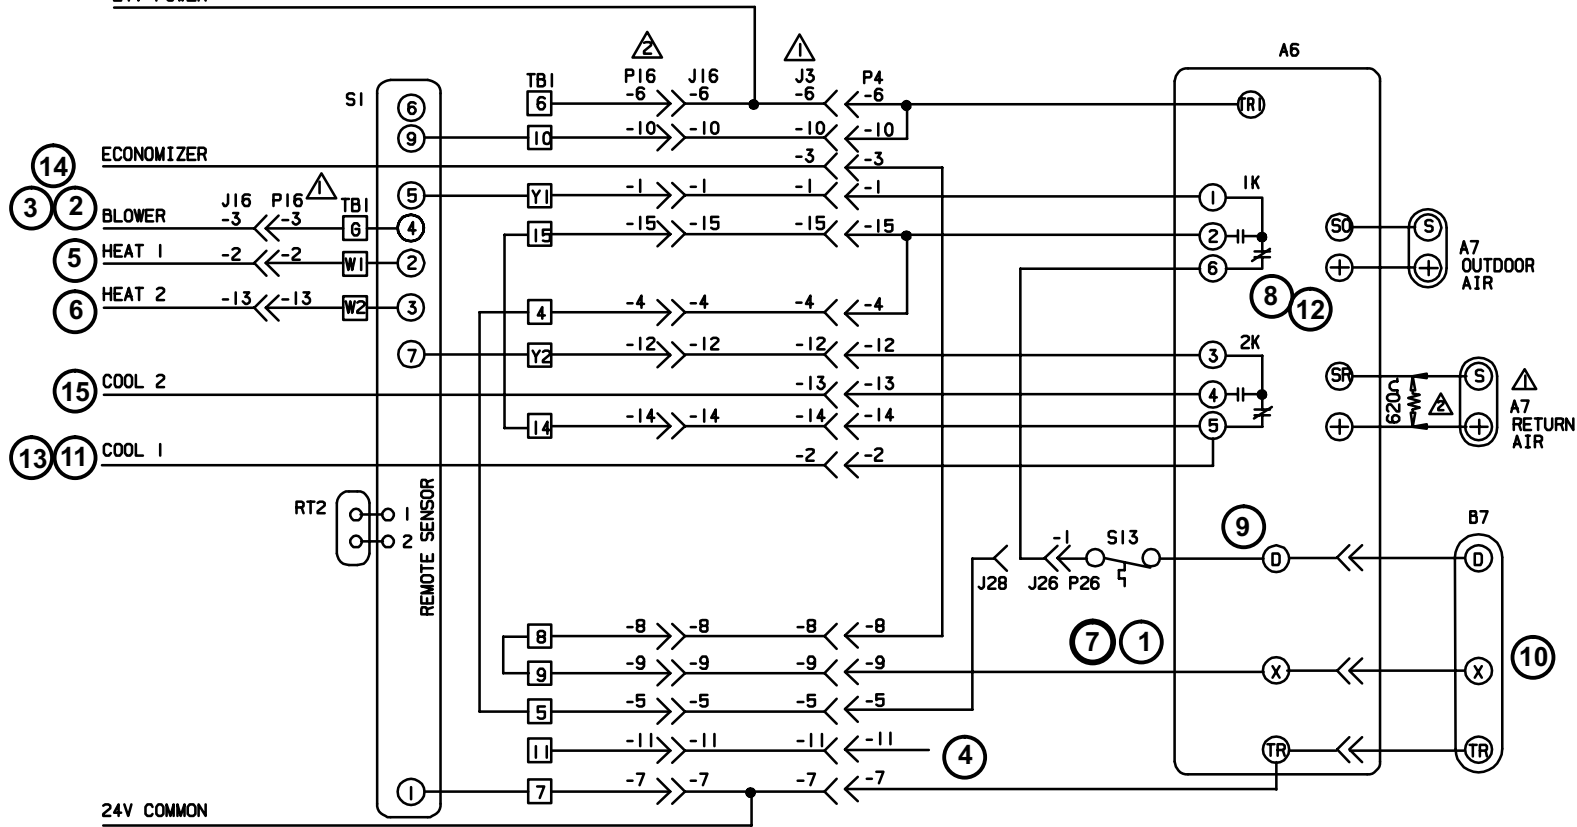 A6
2 1
TB1 P16 J16 J3 P4
S1 6 6 -6 -6 -6 -6 TR1
9 10 -10 -10 -10 -10
14 ECONOMIZER -3 -3
5 Y1 -1 -1 -1 -1 1 1K
3 2 BLOWER J16 -3 P16 -3 1 TB1 G 4
15 -15 -15 -15 -15 2 SO S
A7 OUTDOOR AIR
5 HEAT 1 -2 -2 W1 2 6 + +
8 12
6 HEAT 2 -13 -13 W2 3 4 -4 -4 -4 -4
7 Y2 -12 -12 -12 -12 3 2K
SR S 1
15 COOL 2 -13 -13 4
620Ω 2
A7 RETURN AIR
14 -14 -14 -14 -14 5 + +
13 11 COOL 1 -2 -2
RT2 1 2 REMOTE SENSOR
9 B7
J28 J26 -1 P26 S13 D D
8 -8 -8 -8 -8
7 1
9 -9 -9 -9 -9 X X 10
5 -5 -5 -5 -5
11 -11 -11 -11 -11 4 TR TR
1 7 -7 -7 -7 -7
24V COMMON